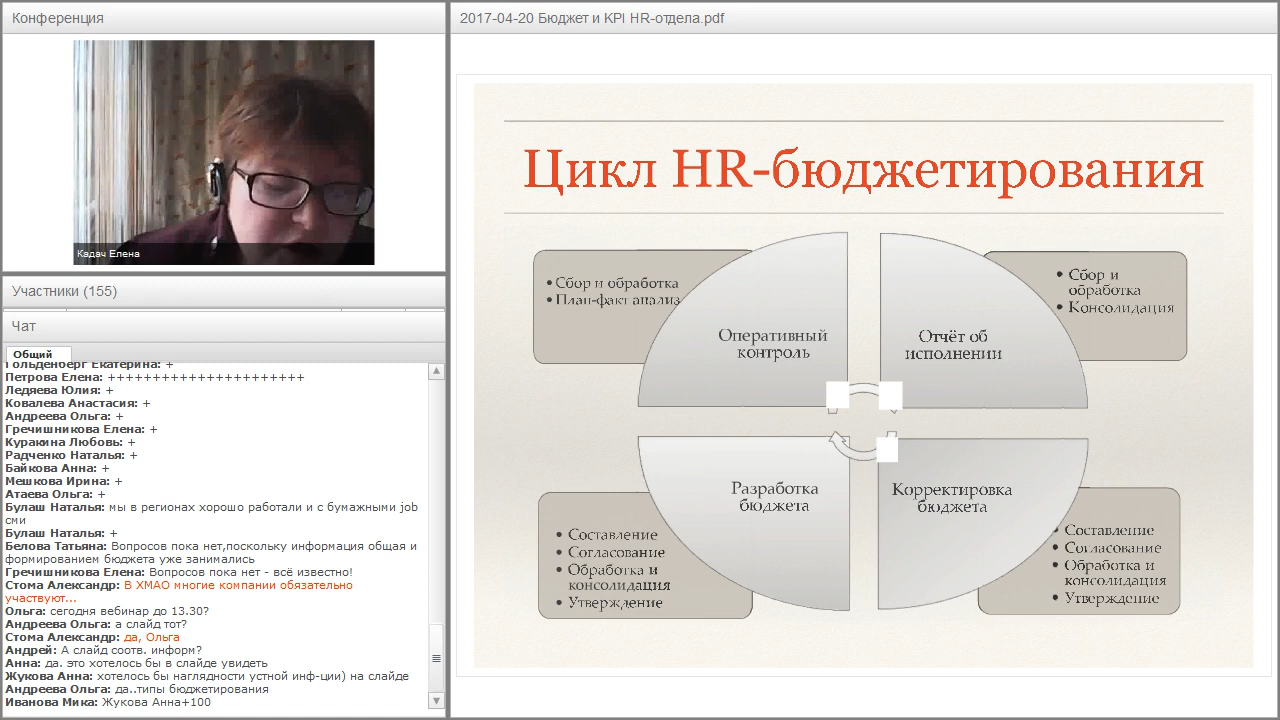 Конференция
Кадач Елена
Участники (155)
Чат
Общий
Гольденберг Екатерина: +
Петрова Елена: ++++++++++++++++++++++
Ледяева Юлия: +
Ковалева Анастасия: +
Андреева Ольга: +
Гречишникова Елена: +
Куракина Любовь: +
Радченко Наталья: +
Байкова Анна: +
Мешкова Ирина: +
Атаева Ольга: +
Булаш Наталья: мы в регионах хорошо работали и с бумажными job
сми
Булаш Наталья: +
Белова Татьяна: Вопросов пока нет,поскольку информация общая и
формированием бюджета уже занимались
Гречишникова Елена: Вопросов пока нет - всё известно!
Стома Александр: В ХМАО многие компании обязательно
участвуют...
Ольга: сегодня вебинар до 13.30?
Андреева Ольга: а слайд тот?
Стома Александр: да, Ольга
Андрей: А слайд соотв. информ?
Анна: да. это хотелось бы в слайде увидеть
Жукова Анна: хотелось бы наглядности устной инф-ции) на слайде
Андреева Ольга: да..типы бюджетирования
Иванова Мика: Жукова Анна+100
2017-04-20 Бюджет и KPI HR-отдела.pdf
Цикл HR-бюджетирования
• Сбор и обработка
• План-факт анализ
Оперативный
контроль
Отчёт об
исполнении
• Сбор и
обработка
• Консолидация
Разработка
бюджета
• Составление
• Согласование
• Обработка и
консолидация
• Утверждение
Корректировка
бюджета
• Составление
• Согласование
• Обработка и
консолидация
• Утверждение